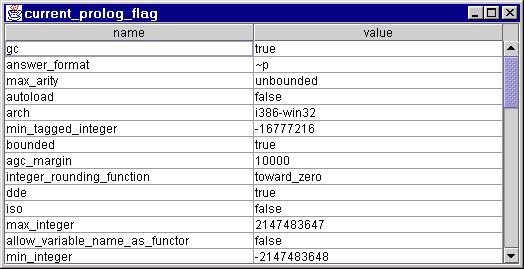 current_prolog_flag
name value
gc true
answer_format ~p
max_arity unbounded
autoload false
arch i386-win32
min_tagged_integer -16777216
bounded true
agc_margin 10000
integer_rounding_function toward_zero
dde true
iso false
max_integer 2147483647
allow_variable_name_as_functor false
min_integer -2147483648